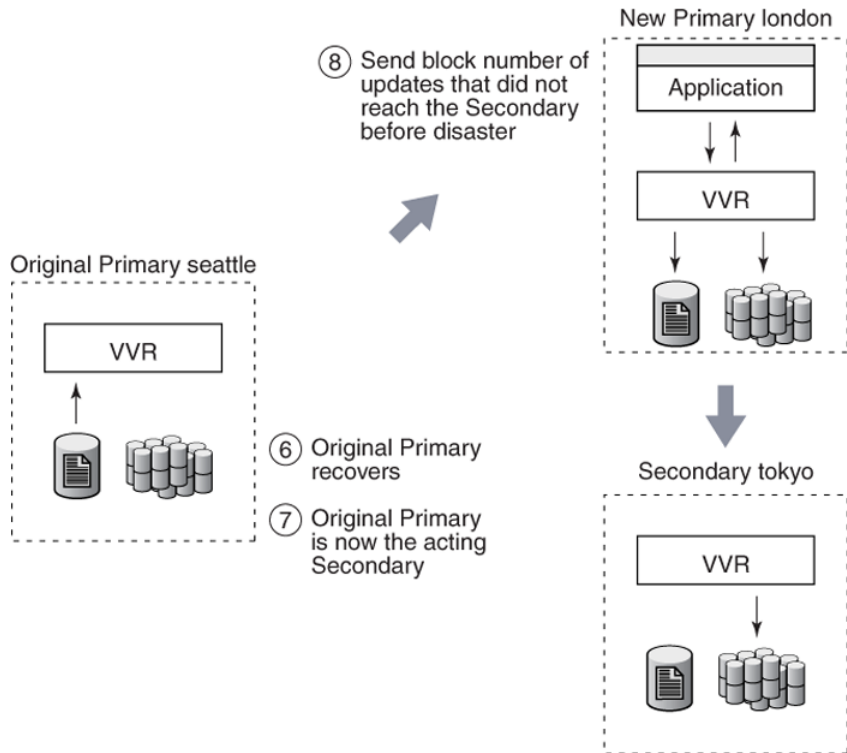 New Primary london
8 Send block number of
updates that did not
reach the Secondary
before disaster
Application
VVR
Original Primary seattle
VVR
6 Original Primary
recovers
7 Original Primary
is now the acting
Secondary
Secondary tokyo
VVR